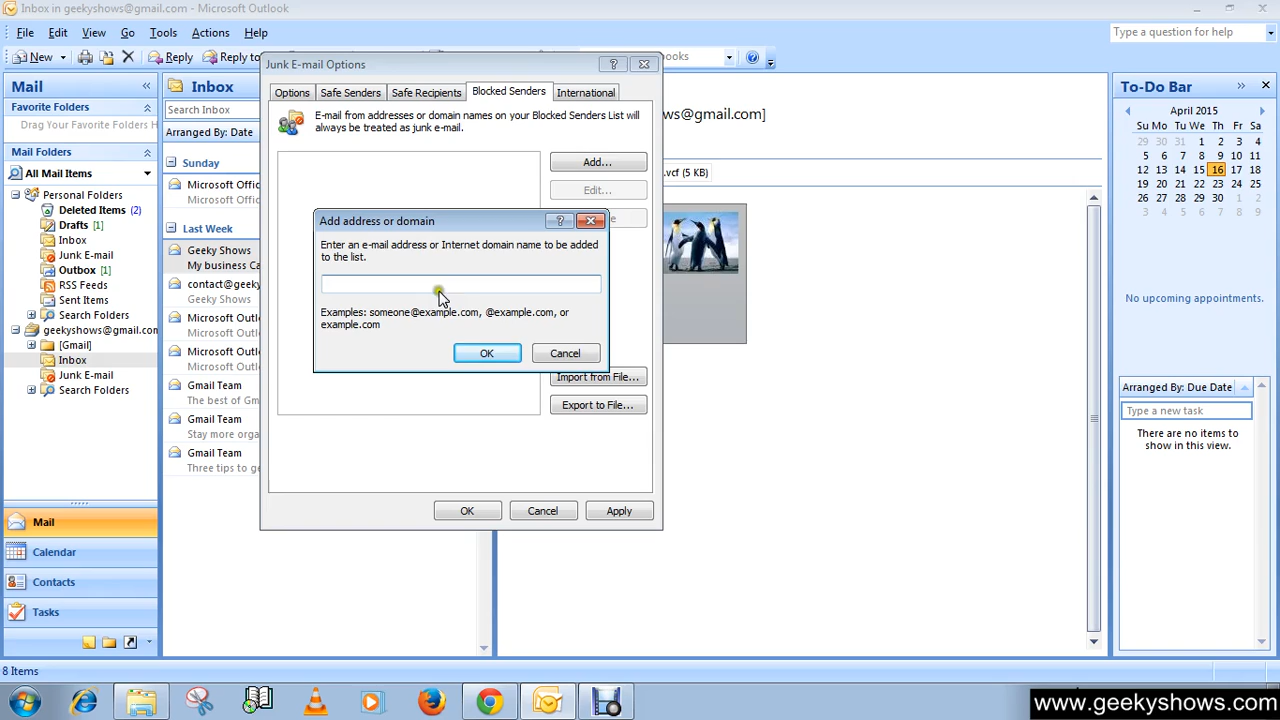 Inbox in geekyshows@gmail.com - Microsoft Outlook
File Edit View Go Tools Actions Help
Type a question for help
New Reply Reply to
Mail
Favorite Folders
Drag Your Favorite Folders H
Mail Folders
All Mail Items
Personal Folders
Deleted Items (2)
Drafts [1]
Inbox
Junk E-mail
Outbox [1]
RSS Feeds
Sent Items
Search Folders
geekyshows@gmail.com
[Gmail]
Inbox
Junk E-mail
Search Folders
Mail
Calendar
Contacts
Tasks
Inbox
Search Inbox
Arranged By: Date
Sunday
Microsoft Offic
Microsoft Offic
Last Week
Geeky Shows
My business Ca
contact@geeky
Geeky Shows
Microsoft Outl
Microsoft Outl
Microsoft Outl
Microsoft Outl
Gmail Team
The best of Gm
Gmail Team
Stay more orga
Gmail Team
Three tips to ge
Junk E-mail Options
Options Safe Senders Safe Recipients Blocked Senders International
E-mail from addresses or domain names on your Blocked Senders List will
always be treated as junk e-mail.
Add...
Edit...
Add address or domain
Enter an e-mail address or Internet domain name to be added
to the list.
Examples: someone@example.com, @example.com, or
example.com
OK Cancel
Import from File...
Export to File...
OK Cancel Apply
ws@gmail.com]
.vcf (5 KB)
To-Do Bar
April 2015
Su Mo Tu We Th Fr Sa
29 30 31 1 2 3 4
5 6 7 8 9 10 11
12 13 14 15 16 17 18
19 20 21 22 23 24 25
26 27 28 29 30 1 2
3 4 5 6 7 8 9
No upcoming appointments.
Arranged By: Due Date
Type a new task
There are no items to
show in this view.
8 Items
www.geekyshows.com